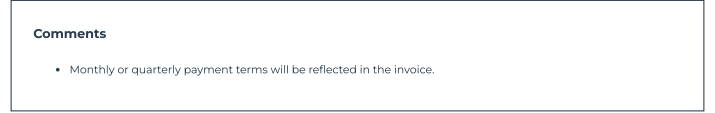 Comments
• Monthly or quarterly payment terms will be reflected in the invoice.